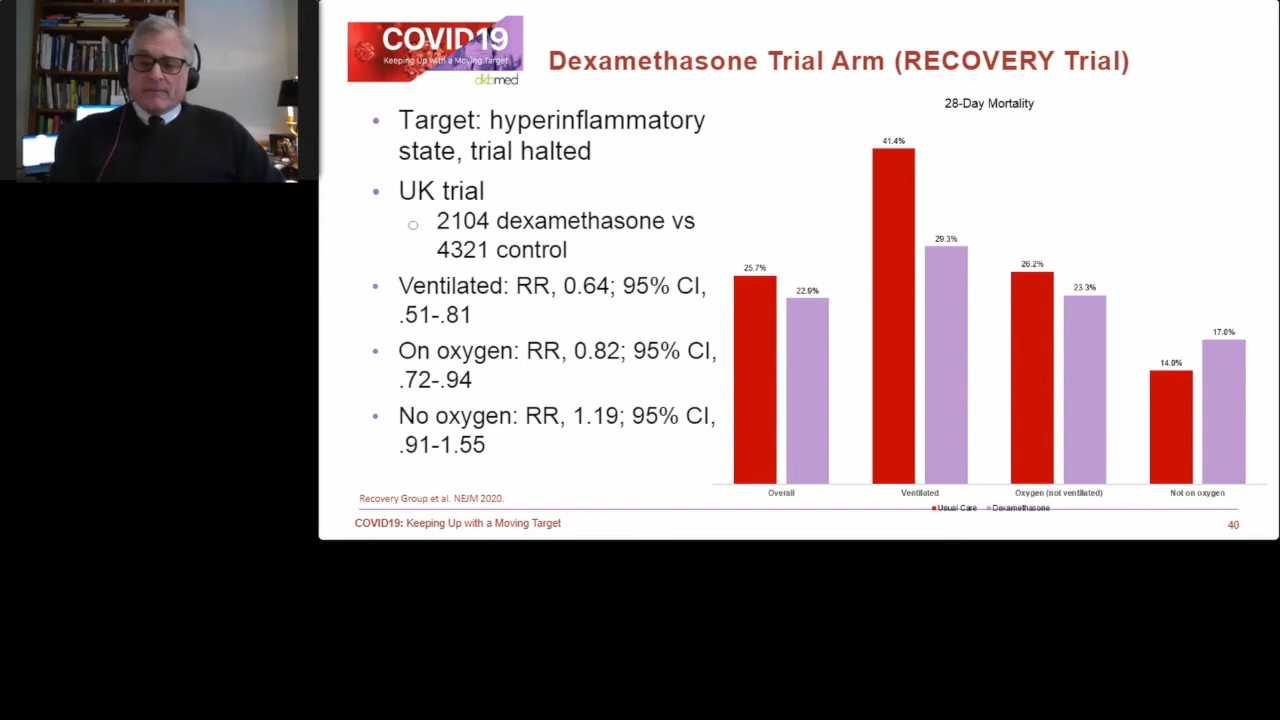 COVID19
Keeping Up with a Moving Target
dkbmed
Dexamethasone Trial Arm (RECOVERY Trial)
• Target: hyperinflammatory
state, trial halted
• UK trial
○ 2104 dexamethasone vs
4321 control
• Ventilated: RR, 0.64; 95% CI,
.51-.81
• On oxygen: RR, 0.82; 95% CI,
.72-.94
• No oxygen: RR, 1.19; 95% CI,
.91-1.55
28-Day Mortality
25.7%
22.9%
41.4%
29.3%
26.2%
23.3%
14.0%
17.8%
Overall
Ventilated
Oxygen (not ventilated)
Not on oxygen
Usual Care
Dexamethasone
Recovery Group et al. NEJM 2020.
COVID19: Keeping Up with a Moving Target
40